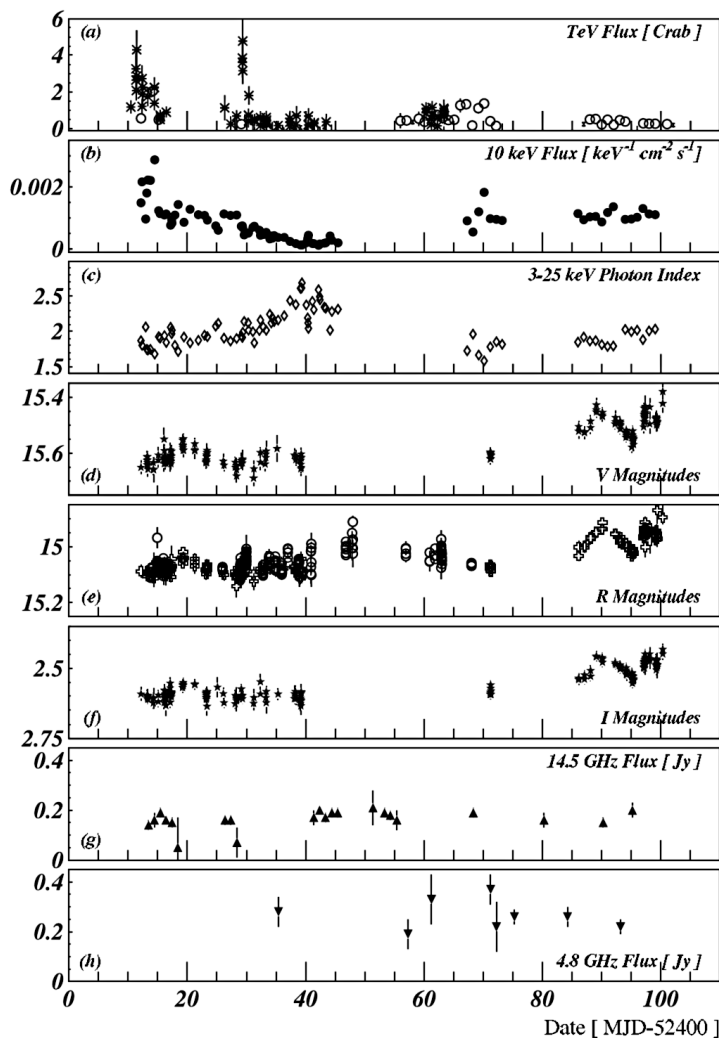 (a) TeV Flux [ Crab ]
6
4
2
0
(b) 10 keV Flux [ keV⁻¹ cm⁻² s⁻¹ ]
0.002
0
(c) 3-25 keV Photon Index
2.5
2
1.5
15.4
15.6
(d) V Magnitudes
15
15.2
(e) R Magnitudes
2.5
2.75
(f) I Magnitudes
0.4
14.5 GHz Flux [ Jy ]
0.2
0
(g)
0.4
0.2
0
(h) 4.8 GHz Flux [ Jy ]
0 20 40 60 80 100
Date [ MJD-52400 ]